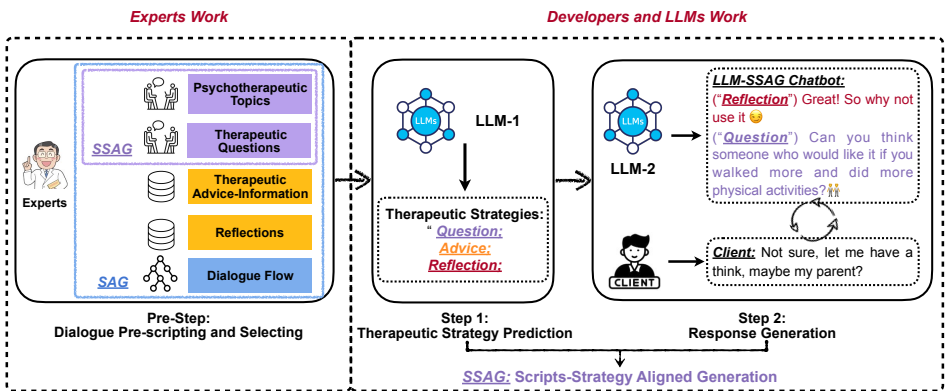 Experts Work
Developers and LLMs Work
Psychotherapeutic
Topics
SSAG
Therapeutic
Questions
Experts
Therapeutic
Advice-Information
Reflections
SAG
Dialogue Flow
Pre-Step:
Dialogue Pre-scripting and Selecting
LLMs
LLM-1
Therapeutic Strategies:
“ Question;
Advice;
Reflection;
Step 1:
Therapeutic Strategy Prediction
LLMs
LLM-2
CLIENT
LLM-SSAG Chatbot:
(“Reflection”) Great! So why not
use it 😏
(“Question”) Can you think
someone who would like it if you
walked more and did more
physical activities?👯
Client: Not sure, let me have a
think, maybe my parent?
Step 2:
Response Generation
SSAG: Scripts-Strategy Aligned Generation